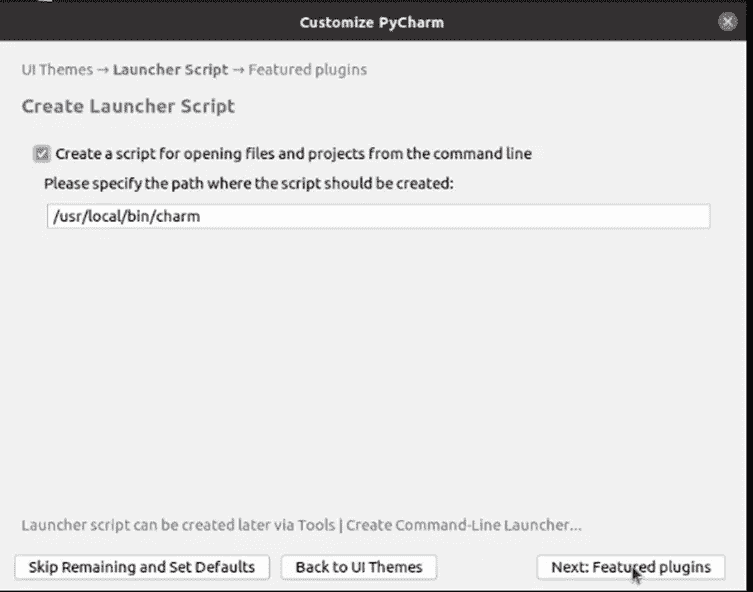 Customize PyCharm
UI Themes → Launcher Script → Featured plugins
Create Launcher Script
Create a script for opening files and projects from the command line
Please specify the path where the script should be created:
/usr/local/bin/charm
Launcher script can be created later via Tools | Create Command-Line Launcher...
Skip Remaining and Set Defaults
Back to UI Themes
Next: Featured plugins